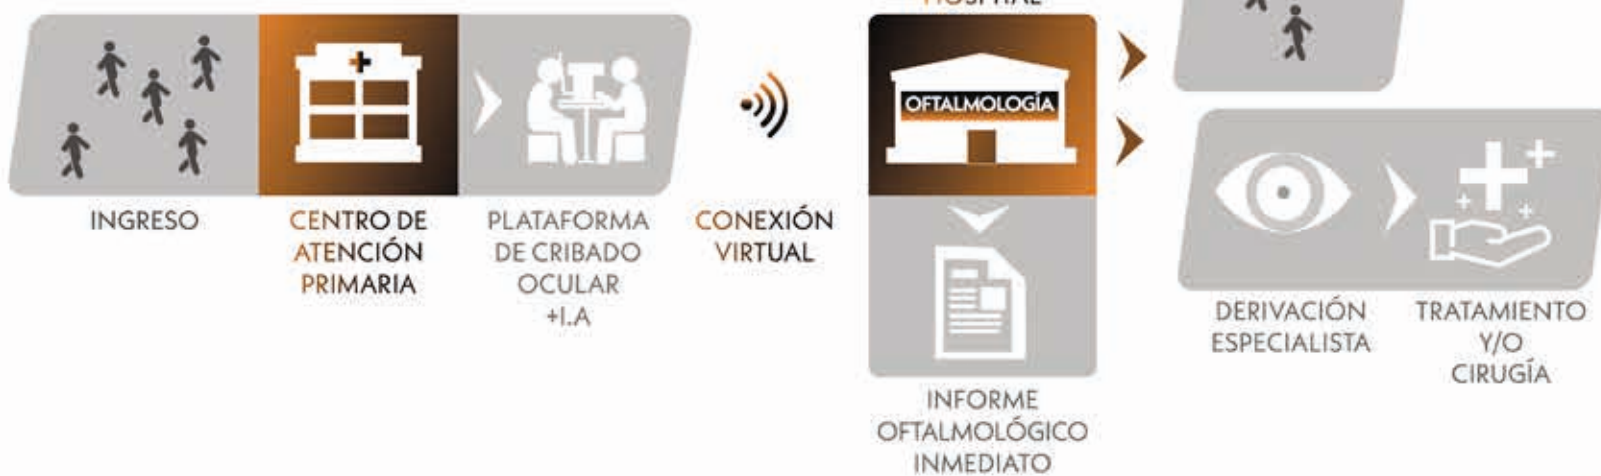 HOSPITAL
OFTALMOLOGÍA
INGRESO
CENTRO DE
ATENCIÓN
PRIMARIA
PLATAFORMA
DE CRIBADO
OCULAR
+I.A
CONEXIÓN
VIRTUAL
INFORME
OFTALMOLÓGICO
INMEDIATO
DERIVACIÓN
ESPECIALISTA
TRATAMIENTO
Y/O
CIRUGÍA